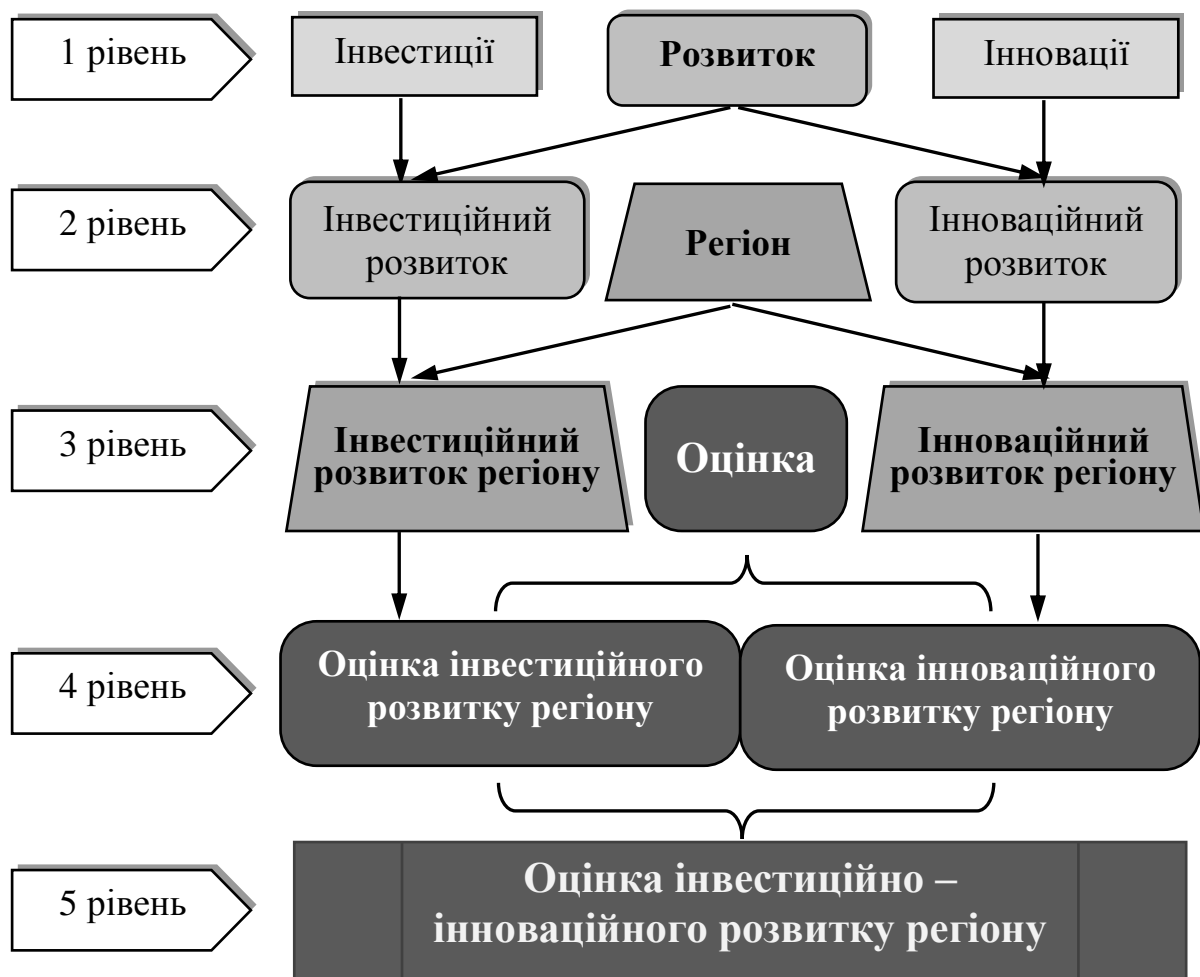 1 рівень
Інвестиції
Розвиток
Інновації
2 рівень
Інвестиційний
розвиток
Регіон
Інноваційний
розвиток
3 рівень
Інвестиційний
розвиток регіону
Оцінка
Інноваційний
розвиток регіону
4 рівень
Оцінка інвестиційного
розвитку регіону
Оцінка інноваційного
розвитку регіону
5 рівень
Оцінка інвестиційно –
інноваційного розвитку регіону